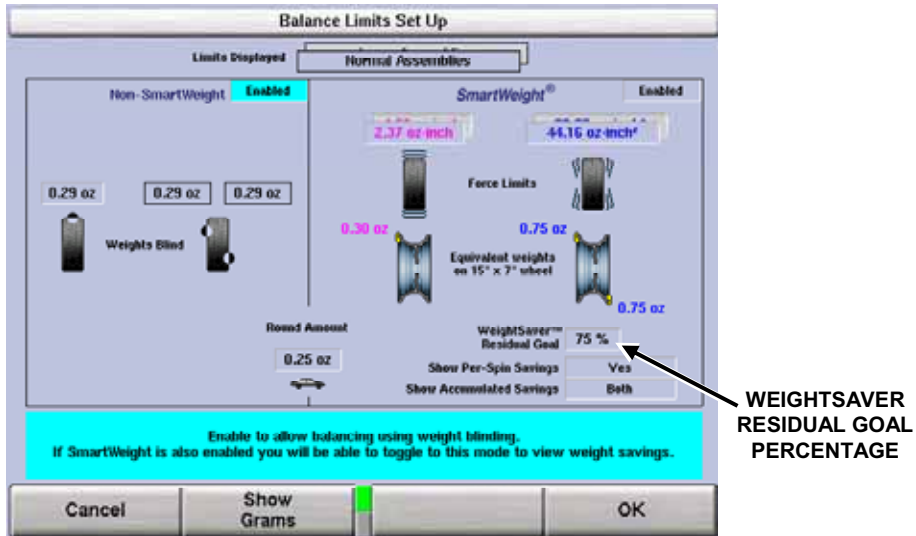 Balance Limits Set Up
Limits Displayed
Normal Assemblies
Non-SmartWeight Enabled
SmartWeight® Enabled
2.37 oz-inch
44.16 oz-inch²
Force Limits
0.29 oz 0.29 oz 0.29 oz
Weights Blind
0.30 oz
0.75 oz
Equivalent weights
on 15" x 7" wheel
0.75 oz
Round Amount
0.25 oz
WeightSaver™
Residual Goal
75 %
Show Per-Spin Savings Yes
Show Accumulated Savings Both
WEIGHTSAVER
RESIDUAL GOAL
PERCENTAGE
Enable to allow balancing using weight blinding.
If SmartWeight is also enabled you will be able to toggle to this mode to view weight savings.
Cancel
Show
Grams
OK